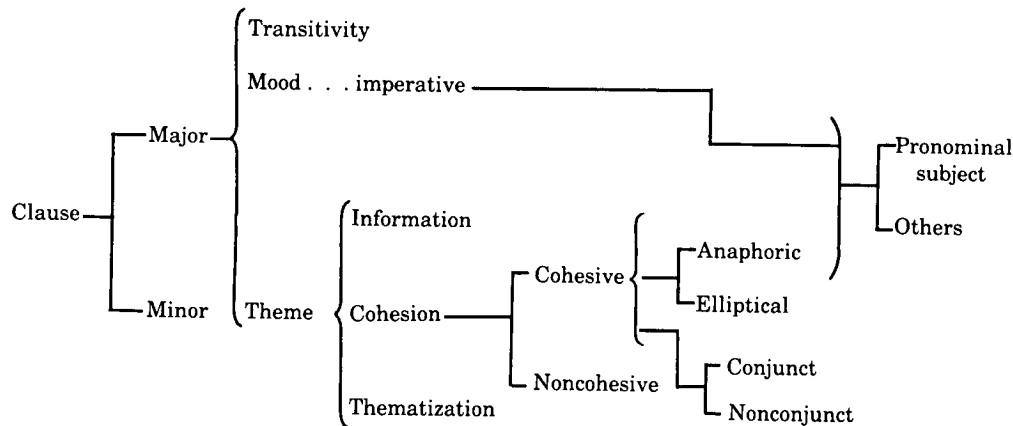 Transitivity
Mood . . . imperative
Major
Pronominal
subject
Clause
Information
Others
Anaphoric
Cohesive
Elliptical
Minor
Theme
Cohesion
Conjunct
Noncohesive
Thematization
Nonconjunct